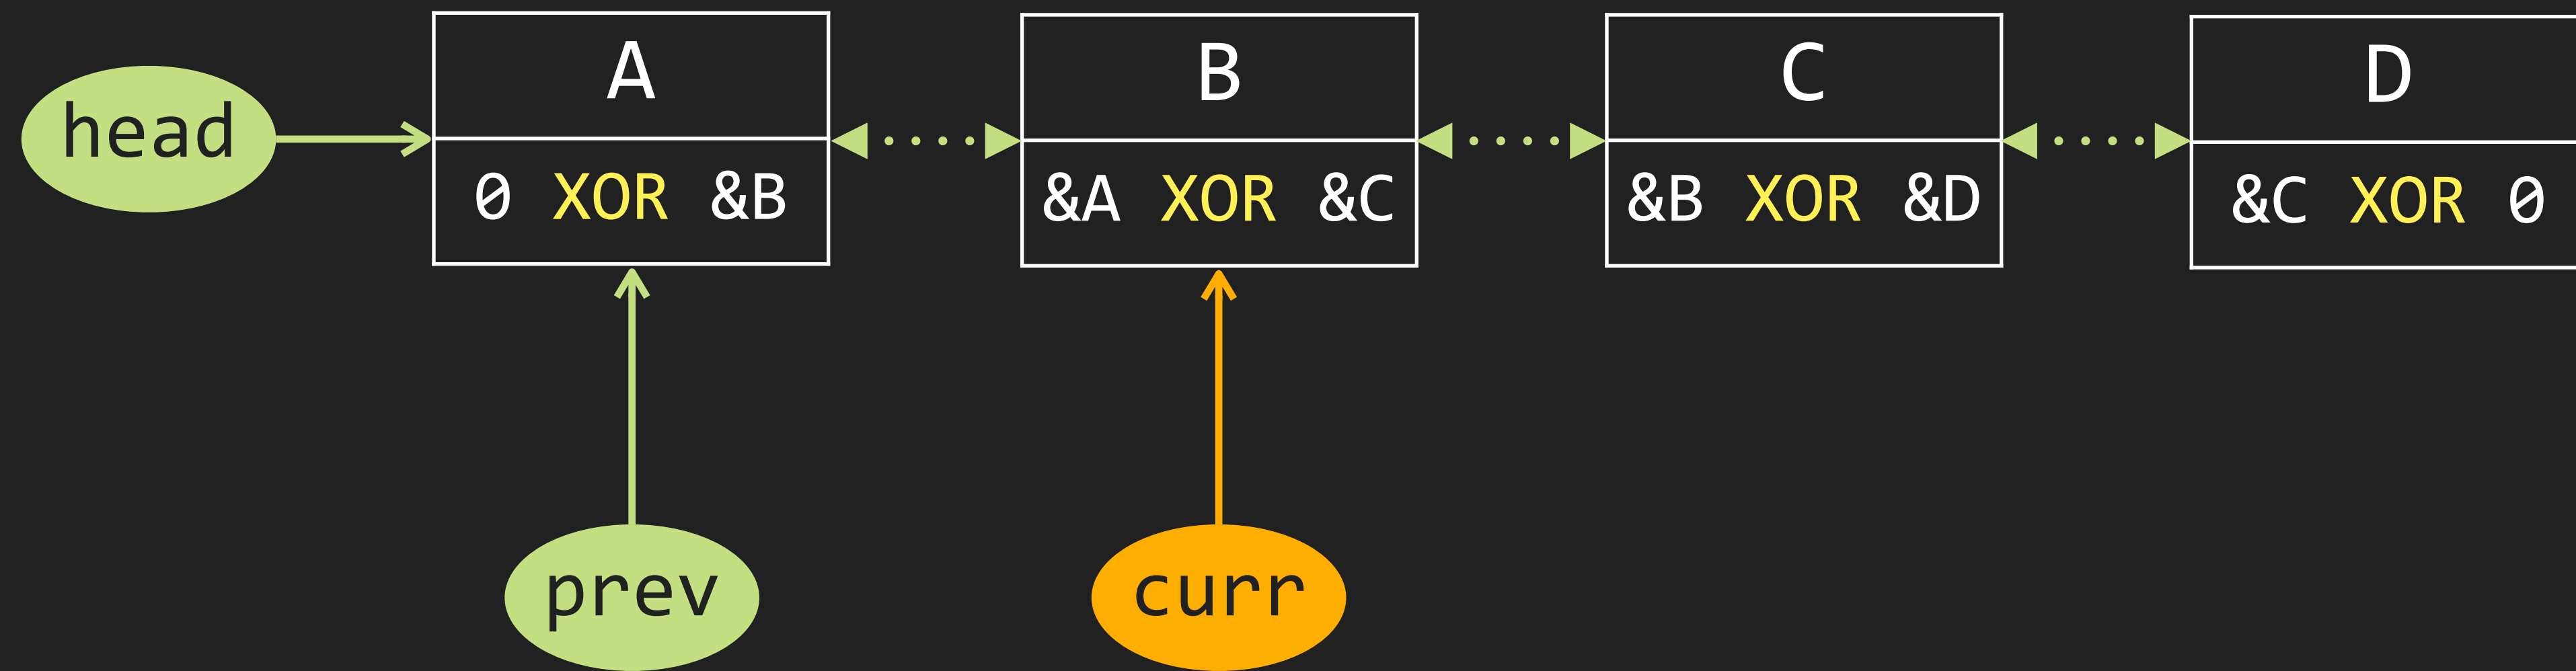 head
A
0 XOR &B
B
&A XOR &C
C
&B XOR &D
D
&C XOR 0
prev
curr